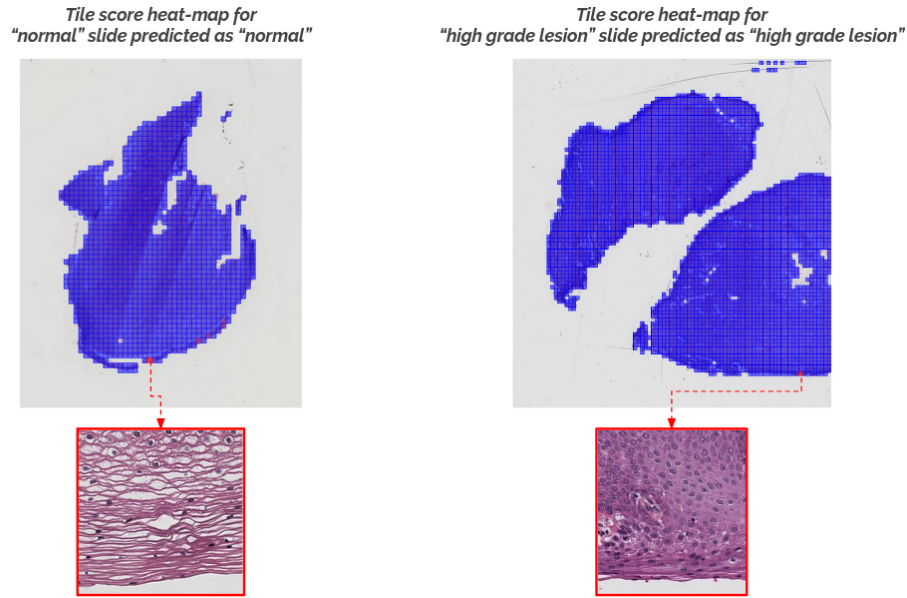 Tile score heat-map for
“normal” slide predicted as “normal”
Tile score heat-map for
“high grade lesion” slide predicted as “high grade lesion”